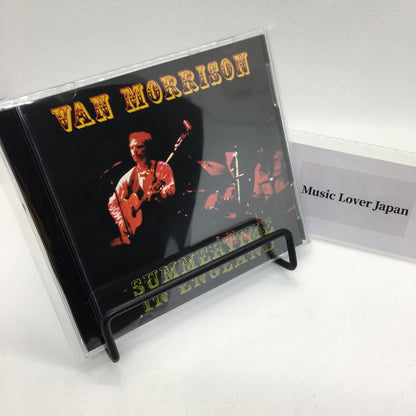 VAN MORRISON
SUMMERTIME
IN ENGLAND
Music Lover Japan